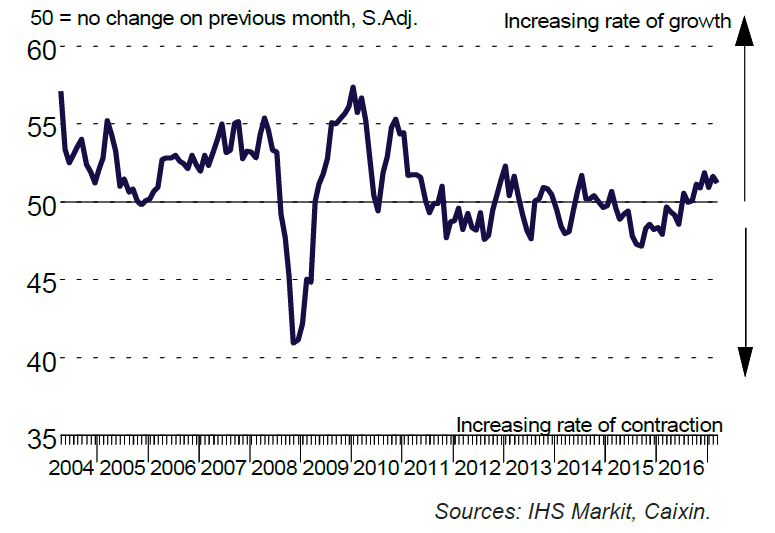 50 = no change on previous month, S.Adj.
Increasing rate of growth
60
55
50
45
40
Increasing rate of contraction
35
2004 2005 2006 2007 2008 2009 2010 2011 2012 2013 2014 2015 2016
Sources: IHS Markit, Caixin.